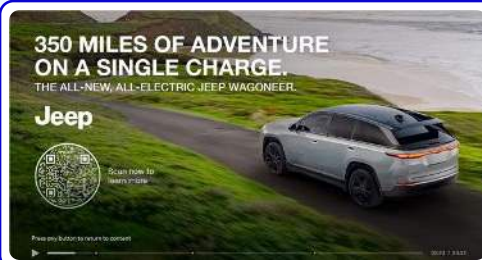 350 MILES OF ADVENTURE
ON A SINGLE CHARGE.
THE ALL-NEW, ALL-ELECTRIC JEEP WAGONEER.
Jeep
Scan now to
learn more
Press any button to return to content